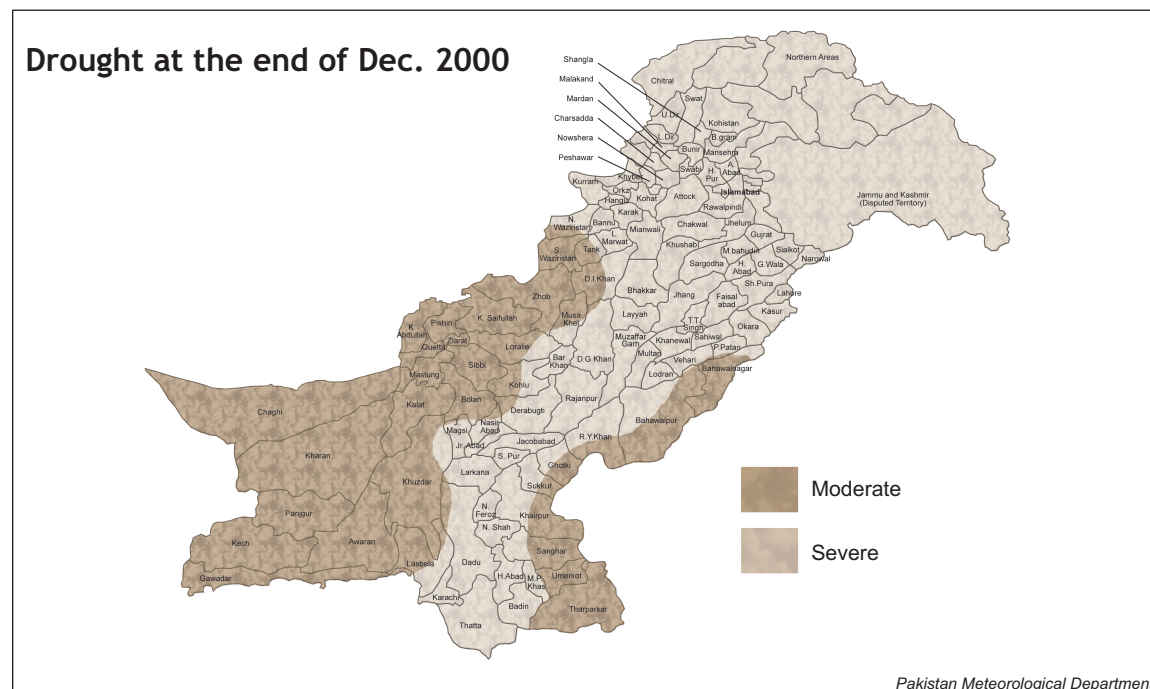 Drought at the end of Dec. 2000
Shangla
Malakand
Mardan
Charsadda
Nowshera
Peshawar
Chitral
Northern Areas
Swat
U.Dir
Kohistan
L.Dir
B.gram
Bunir
Mansehra
Swabi
H.
Pur
A.
Abad
Khyber
Kurram
Orkz
Hangu
Kohat
Attock
Islamabad
Rawalpindi
Jammu and Kashmir
(Disputed Territory)
Karak
N.
Waziristan
Bannu
L.
Marwat
Mianwali
Chakwal
Jhelum
Gujrat
Khushabl
M.bahudin
Sialkot
Narowal
S.
Waziristan
Tank
Sargodha
H.
Abad
G.Wala
D.I.Khan
Sh.Pura
Bhakkar
Jhang
Faisal
abad
Lahore
Zhob
Kasur
Musa
Khel
Layyah
T.T.
Singh
Okara
K. Saifullah
Pishin
K.
Abdullah
Ziarat
Quettar
Loralie
Muzaffar
Garh
Khanewal
Sahiwal
P.Patan
Multan
Vehari
Bar
Khan
D.G.Khan
Sibbi
Mastung
Lodran
Bahawalnagar
Kohlu
Bolan
Kalat
Rajanpur
Derabugti
Chaghi
Bahawalpur
J.
Magsi
Nasir
Abad
Jacobabad
R.Y.Khan
Jr. Abad
Kharan
S. Pur
Ghotki
Larkana
Khuzdar
Sukkur
Moderate
N.
Feroz
Khairpur
Panjgur
N. Shah
Kech
Awaran
Sanghar
Severe
Lasbela
Dadu
Gawadar
H.Abad
M.P.
Khas
Umerkot
Karachi
Badin
Tharparkar
Thatta
Pakistan Meteorological Department